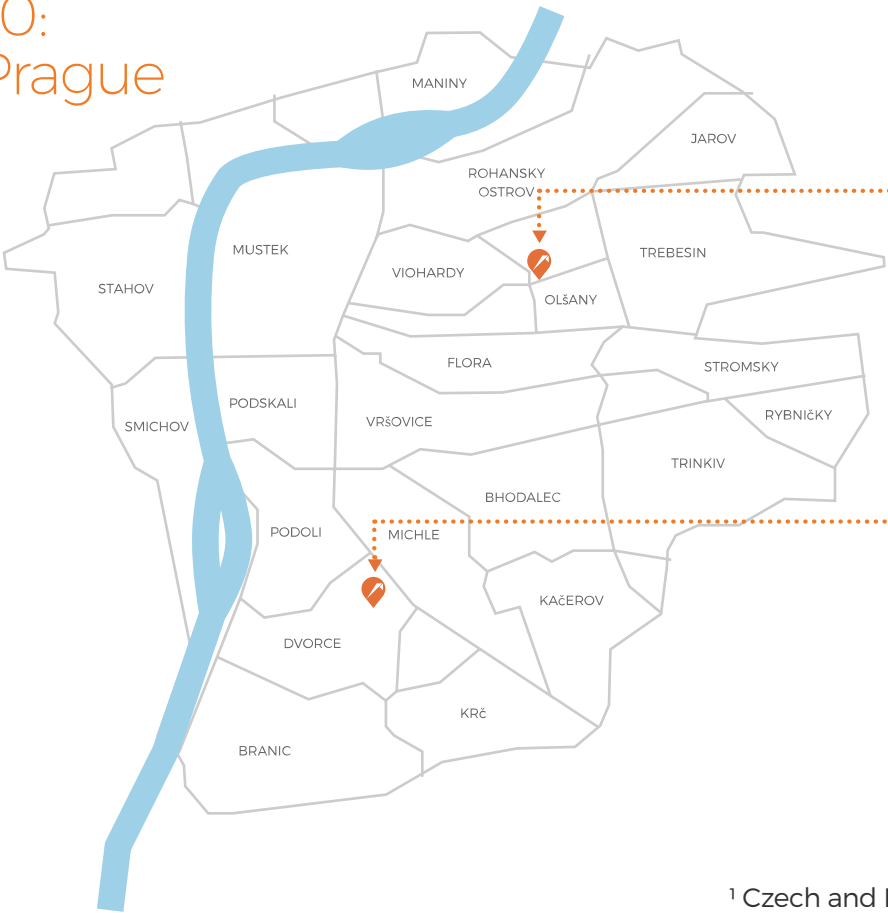 0:
Prague
MANINY
JAROV
ROHANSKY
OSTROV
MUSTEK
TREBESIN
VIOHARDY
STAHOV
OLšANY
FLORA
STROMSKY
PODSKALI
RYBNIčKY
VRšOVICE
SMICHOV
TRINKIV
BHODALEC
PODOLI
MICHLE
KAčEROV
DVORCE
KRč
BRANIC
¹ Czech and